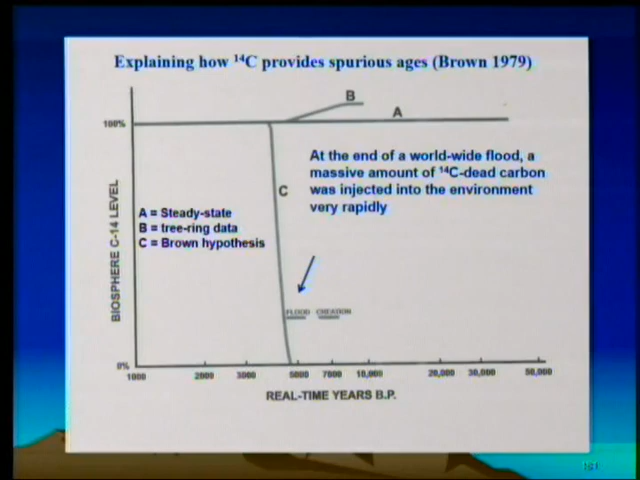 Explaining how ¹⁴C provides spurious ages (Brown 1979)
B
A
100%
At the end of a world-wide flood, a
massive amount of ¹⁴C-dead carbon
was injected into the environment
very rapidly
C
A = Steady-state
B = tree-ring data
C = Brown hypothesis
BIOSPHERE C-14 LEVEL
FLOOD CREATION
0%
1000 2000 3000 5000 7000 10,000 20,000 30,000 50,000
REAL-TIME YEARS B.P.
161